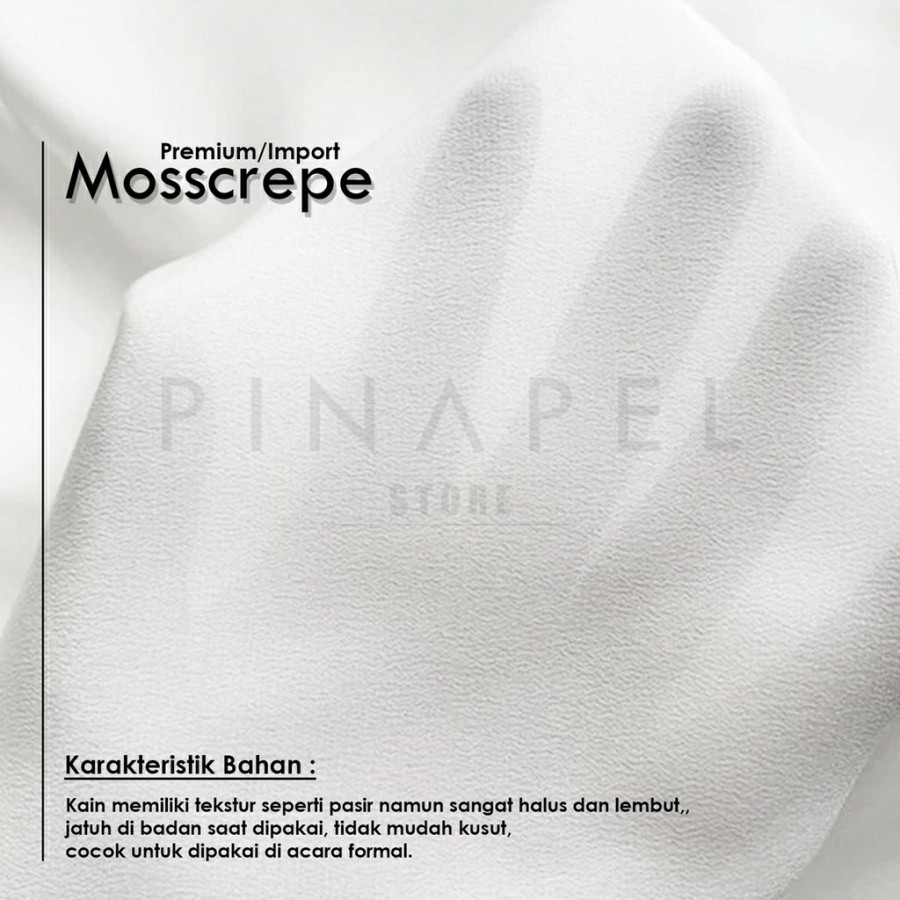 Premium/Import
Mosscrepe
PINAPEL
STORE
Karakteristik Bahan :
Kain memiliki tekstur seperti pasir namun sangat halus dan lembut,,
jatuh di badan saat dipakai, tidak mudah kusut,
cocok untuk dipakai di acara formal.